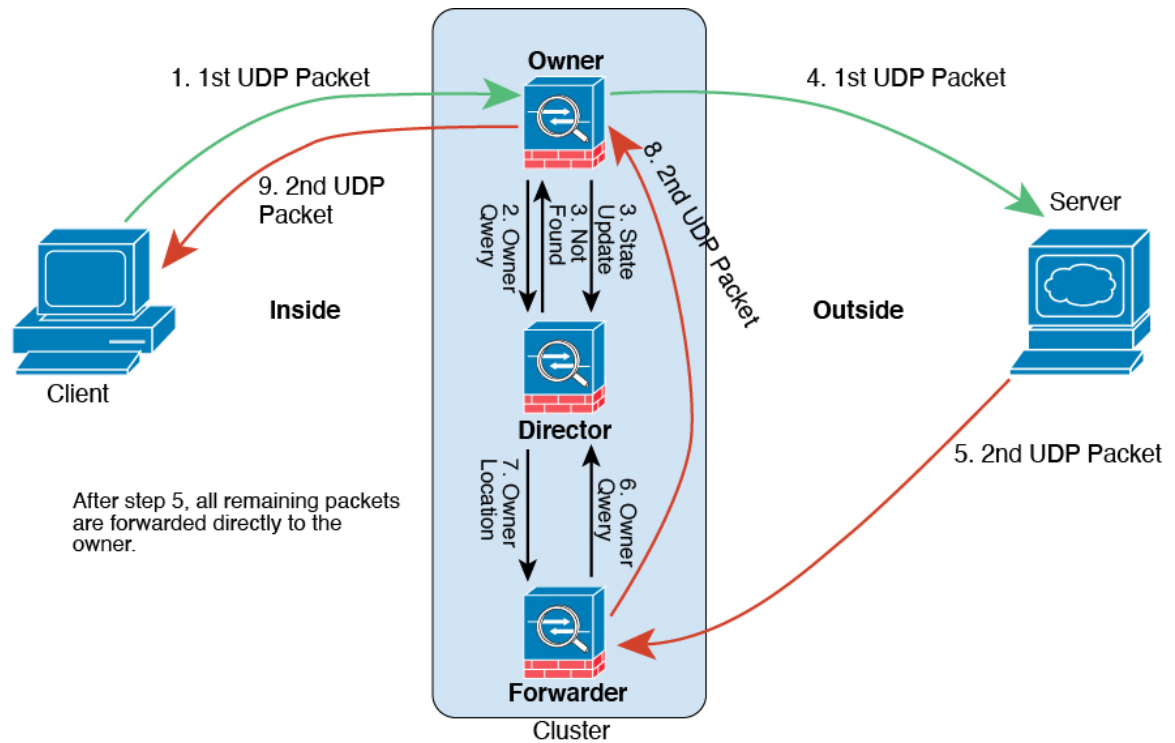 Owner
1. 1st UDP Packet
4. 1st UDP Packet
9. 2nd UDP
Packet
2. Owner
Qwery
3. Not
Found
3. State
Update
8. 2nd UDP Packet
Server
Inside
Outside
Client
Director
5. 2nd UDP Packet
7. Owner
Location
6. Owner
Qwery
After step 5, all remaining packets
are forwarded directly to the
owner.
Forwarder
Cluster